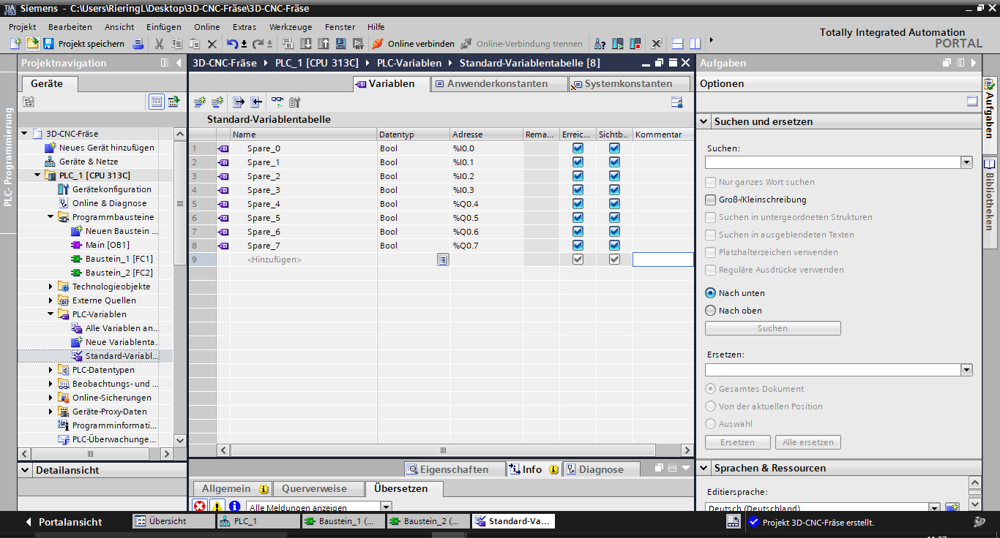 Siemens - C:\Users\RieringL\Desktop\3D-CNC-Fräse\3D-CNC-Fräse
Projekt Bearbeiten Ansicht Einfügen Online Extras Werkzeuge Fenster Hilfe
Totally Integrated Automation
PORTAL
Projekt speichern Online verbinden Online-Verbindung trennen
Projektnavigation
Geräte
PLC- Programmierung
3D-CNC-Fräse
Neues Gerät hinzufügen
Geräte & Netze
PLC_1 [CPU 313C]
Gerätekonfiguration
Online & Diagnose
Programmbausteine
Neuen Baustein ...
Main [OB1]
Baustein_1 [FC1]
Baustein_2 [FC2]
Technologieobjekte
Externe Quellen
PLC-Variablen
Alle Variablen an...
Neue Variablenta...
Standard-Variabl...
PLC-Datentypen
Beobachtungs- und ...
Online-Sicherungen
Geräte-Proxy-Daten
Programminformati...
PLC-Überwachunge...
Detailansicht
3D-CNC-Fräse PLC_1 [CPU 313C] PLC-Variablen Standard-Variablentabelle [8]
Variablen Anwenderkonstanten Systemkonstanten
Standard-Variablentabelle
Name Datentyp Adresse Rema... Erreic... Sichtb... Kommentar
1 Spare_0 Bool %I0.0
2 Spare_1 Bool %I0.1
3 Spare_2 Bool %I0.2
4 Spare_3 Bool %I0.3
5 Spare_4 Bool %Q0.4
6 Spare_5 Bool %Q0.5
7 Spare_6 Bool %Q0.6
8 Spare_7 Bool %Q0.7
9 <Hinzufügen>
Eigenschaften Info Diagnose
Allgemein Querverweise Übersetzen
Alle Meldungen anzeigen
Aufgaben
Optionen
Suchen und ersetzen
Suchen:
Nur ganzes Wort suchen
Groß-/Kleinschreibung
Suchen in untergeordneten Strukturen
Suchen in ausgeblendeten Texten
Platzhalterzeichen verwenden
Reguläre Ausdrücke verwenden
Nach unten
Nach oben
Suchen
Ersetzen:
Gesamtes Dokument
Von der aktuellen Position
Auswahl
Ersetzen Alle ersetzen
Sprachen & Ressourcen
Editiersprache:
Deutsch (Deutschland)
Aufgaben
Bibliotheken
Portalansicht Übersicht PLC_1 Baustein_1 (... Baustein_2 (... Standard-Va... Projekt 3D-CNC-Fräse erstellt.